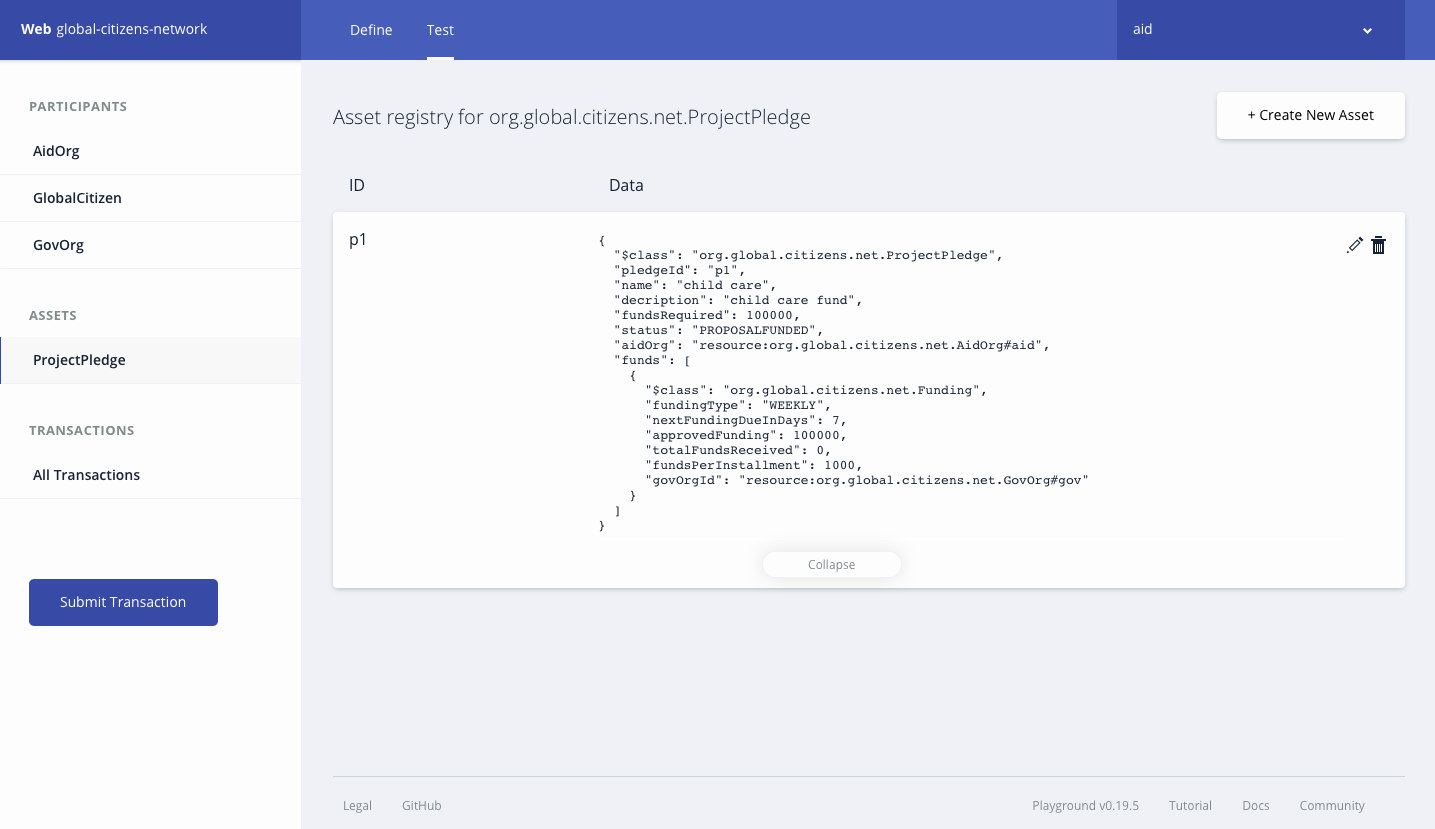 Web global-citizens-network
Define
Test
aid
PARTICIPANTS
AidOrg
GlobalCitizen
GovOrg
ASSETS
ProjectPledge
TRANSACTIONS
All Transactions
Submit Transaction
Asset registry for org.global.citizens.net.ProjectPledge
+ Create New Asset
ID
Data
p1
{
  "$class": "org.global.citizens.net.ProjectPledge",
  "pledgeId": "p1",
  "name": "child care",
  "decription": "child care fund",
  "fundsRequired": 100000,
  "status": "PROPOSALFUNDED",
  "aidOrg": "resource:org.global.citizens.net.AidOrg#aid",
  "funds": [
    {
      "$class": "org.global.citizens.net.Funding",
      "fundingType": "WEEKLY",
      "nextFundingDueInDays": 7,
      "approvedFunding": 100000,
      "totalFundsReceived": 0,
      "fundsPerInstallment": 1000,
      "govOrgId": "resource:org.global.citizens.net.GovOrg#gov"
    }
  ]
}
Collapse
Legal
GitHub
Playground v0.19.5
Tutorial
Docs
Community